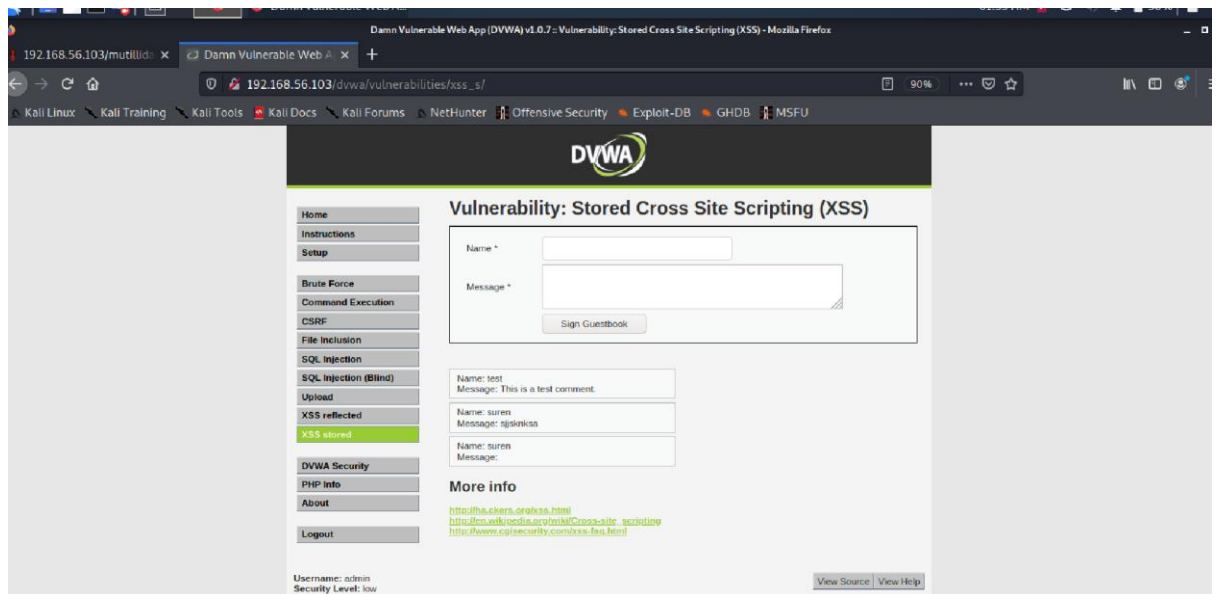 Damn Vulnerable Web App (DVWA) v1.0.7 :: Vulnerability: Stored Cross Site Scripting (XSS) - Mozilla Firefox
192.168.56.103/mutillida
Damn Vulnerable Web A
192.168.56.103/dvwa/vulnerabilities/xss_s/
90%
Kali Linux Kali Training Kali Tools Kali Docs Kali Forums NetHunter Offensive Security Exploit-DB GHDB MSFU
DVWA
Home
Instructions
Setup
Brute Force
Command Execution
CSRF
File Inclusion
SQL Injection
SQL Injection (Blind)
Upload
XSS reflected
XSS stored
DVWA Security
PHP Info
About
Logout
Vulnerability: Stored Cross Site Scripting (XSS)
Name *
Message *
Sign Guestbook
Name: test
Message: This is a test comment.
Name: suren
Message: sjjsknksa
Name: suren
Message:
More info
http://ha.ckers.org/xss.html
http://en.wikipedia.org/wiki/Cross-site_scripting
http://www.cgisecurity.com/xss-faq.html
Username: admin
Security Level: low
View Source View Help